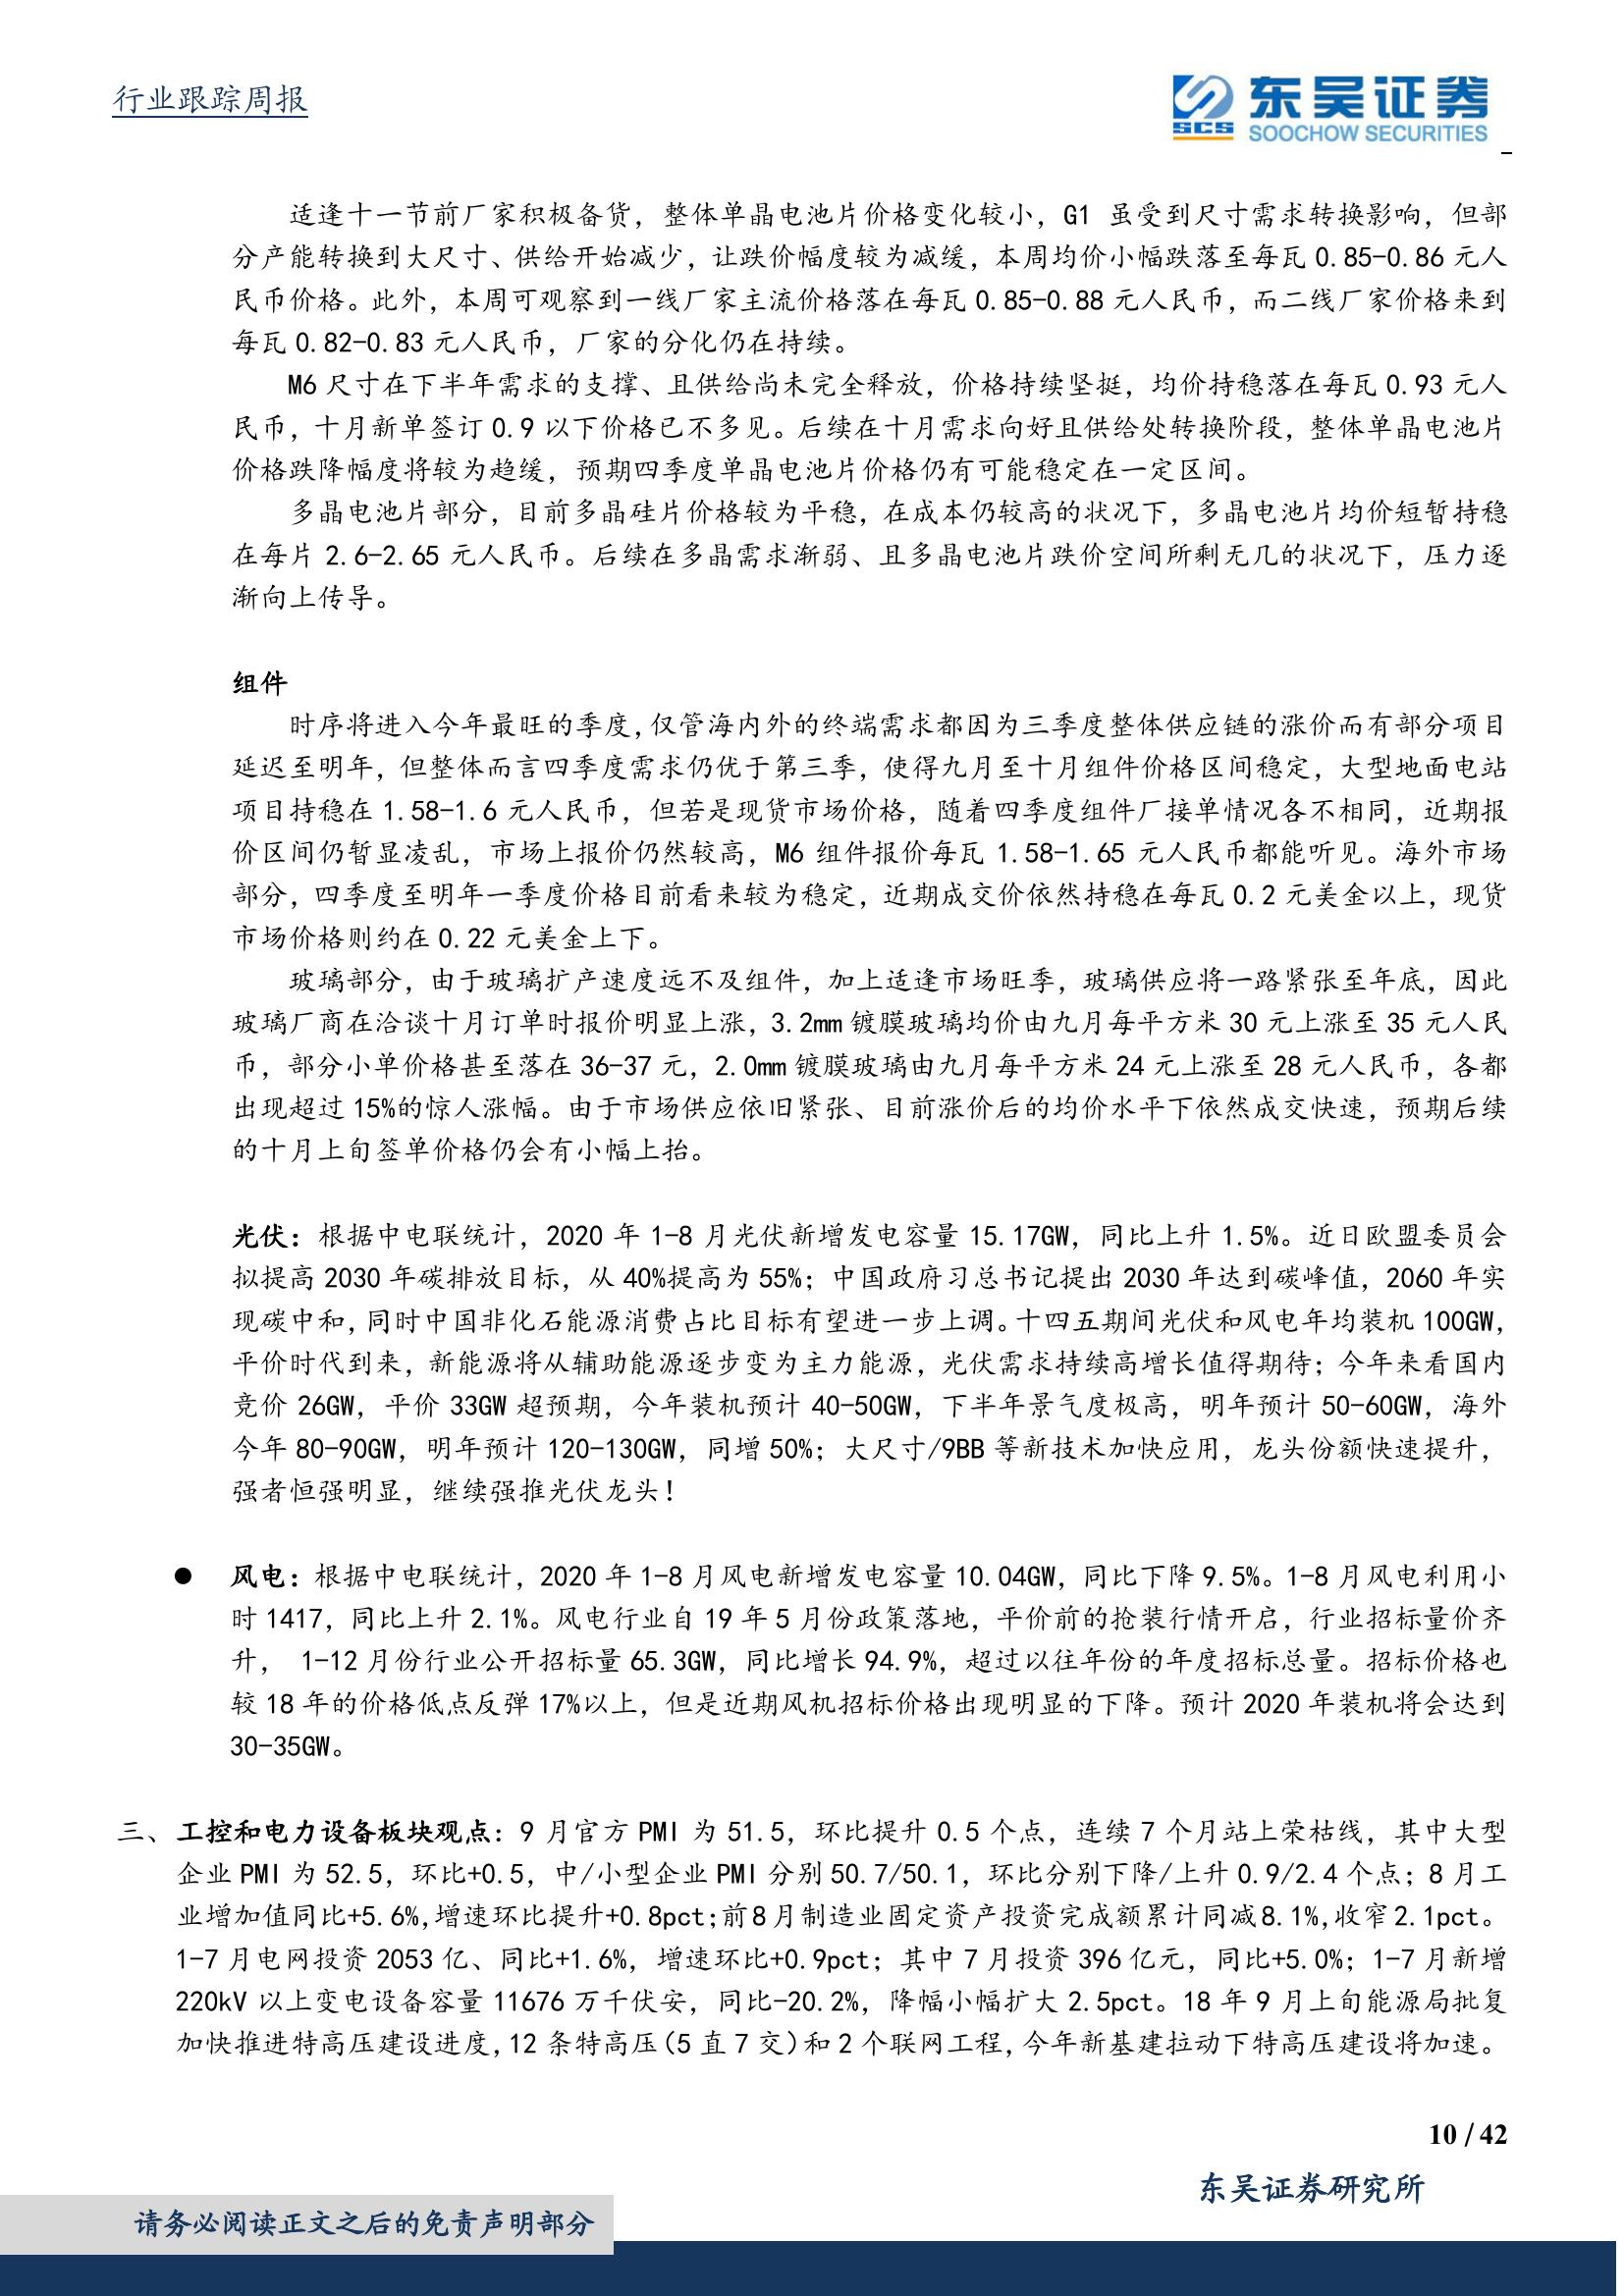 行业跟踪周报
SCS 东吴证券
SOOCHOW SECURITIES
适逢十一节前厂家积极备货，整体单晶电池片价格变化较小，G1 虽受到尺寸需求转换影响，但部
分产能转换到大尺寸、供给开始减少，让跌价幅度较为减缓，本周均价小幅跌落至每瓦 0.85-0.86 元人
民币价格。此外，本周可观察到一线厂家主流价格落在每瓦 0.85-0.88 元人民币，而二线厂家价格来到
每瓦 0.82-0.83 元人民币，厂家的分化仍在持续。
M6 尺寸在下半年需求的支撑、且供给尚未完全释放，价格持续坚挺，均价持稳落在每瓦 0.93 元人
民币，十月新单签订 0.9 以下价格已不多见。后续在十月需求向好且供给处转换阶段，整体单晶电池片
价格跌降幅度将较为趋缓，预期四季度单晶电池片价格仍有可能稳定在一定区间。
多晶电池片部分，目前多晶硅片价格较为平稳，在成本仍较高的状况下，多晶电池片均价短暂持稳
在每片 2.6-2.65 元人民币。后续在多晶需求渐弱、且多晶电池片跌价空间所剩无几的状况下，压力逐
渐向上传导。
组件
时序将进入今年最旺的季度，仅管海内外的终端需求都因为三季度整体供应链的涨价而有部分项目
延迟至明年，但整体而言四季度需求仍优于第三季，使得九月至十月组件价格区间稳定，大型地面电站
项目持稳在 1.58-1.6 元人民币，但若是现货市场价格，随着四季度组件厂接单情况各不相同，近期报
价区间仍暂显凌乱，市场上报价仍然较高，M6 组件报价每瓦 1.58-1.65 元人民币都能听见。海外市场
部分，四季度至明年一季度价格目前看来较为稳定，近期成交价依然持稳在每瓦 0.2 元美金以上，现货
市场价格则约在 0.22 元美金上下。
玻璃部分，由于玻璃扩产速度远不及组件，加上适逢市场旺季，玻璃供应将一路紧张至年底，因此
玻璃厂商在洽谈十月订单时报价明显上涨，3.2mm 镀膜玻璃均价由九月每平方米 30 元上涨至 35 元人民
币，部分小单价格甚至落在 36-37 元，2.0mm 镀膜玻璃由九月每平方米 24 元上涨至 28 元人民币，各都
出现超过 15%的惊人涨幅。由于市场供应依旧紧张、目前涨价后的均价水平下依然成交快速，预期后续
的十月上旬签单价格仍会有小幅上抬。
光伏：根据中电联统计，2020 年 1-8 月光伏新增发电容量 15.17GW，同比上升 1.5%。近日欧盟委员会
拟提高 2030 年碳排放目标，从 40%提高为 55%；中国政府习总书记提出 2030 年达到碳峰值，2060 年实
现碳中和，同时中国非化石能源消费占比目标有望进一步上调。十四五期间光伏和风电年均装机 100GW，
平价时代到来，新能源将从辅助能源逐步变为主力能源，光伏需求持续高增长值得期待；今年来看国内
竞价 26GW，平价 33GW 超预期，今年装机预计 40-50GW，下半年景气度极高，明年预计 50-60GW，海外
今年 80-90GW，明年预计 120-130GW，同增 50%；大尺寸/9BB 等新技术加快应用，龙头份额快速提升，
强者恒强明显，继续强推光伏龙头！
● 风电：根据中电联统计，2020 年 1-8 月风电新增发电容量 10.04GW，同比下降 9.5%。1-8 月风电利用小
时 1417，同比上升 2.1%。风电行业自 19 年 5 月份政策落地，平价前的抢装行情开启，行业招标量价齐
升， 1-12 月份行业公开招标量 65.3GW，同比增长 94.9%，超过以往年份的年度招标总量。招标价格也
较 18 年的价格低点反弹 17%以上，但是近期风机招标价格出现明显的下降。预计 2020 年装机将会达到
30-35GW。
三、工控和电力设备板块观点：9 月官方 PMI 为 51.5，环比提升 0.5 个点，连续 7 个月站上荣枯线，其中大型
企业 PMI 为 52.5，环比+0.5，中/小型企业 PMI 分别 50.7/50.1，环比分别下降/上升 0.9/2.4 个点；8 月工
业增加值同比+5.6%,增速环比提升+0.8pct;前 8 月制造业固定资产投资完成额累计同减 8.1%,收窄 2.1pct。
1-7 月电网投资 2053 亿、同比+1.6%，增速环比+0.9pct；其中 7 月投资 396 亿元，同比+5.0%；1-7 月新增
220kV 以上变电设备容量 11676 万千伏安，同比-20.2%，降幅小幅扩大 2.5pct。18 年 9 月上旬能源局批复
加快推进特高压建设进度,12 条特高压（5 直 7 交）和 2 个联网工程,今年新基建拉动下特高压建设将加速。
10 / 42
东吴证券研究所
请务必阅读正文之后的免责声明部分